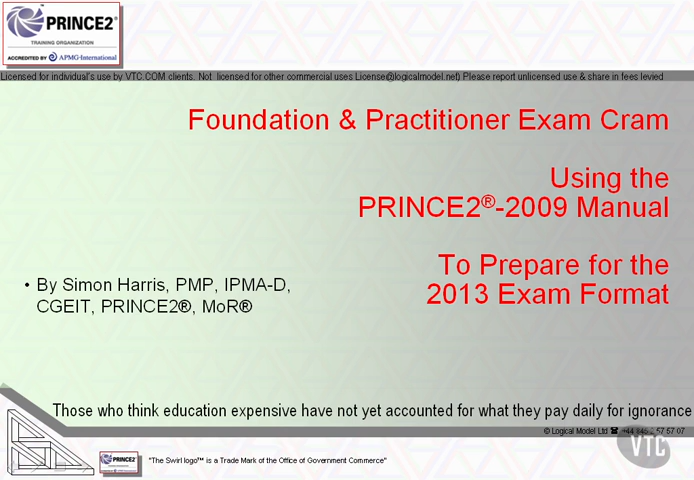 PRINCE2®
TRAINING ORGANIZATION
ACCREDITED BY APMG-International
Licensed for individual's use by VTC.COM clients. Not licensed for other commercial uses License@logicalmodel.net) Please report unlicensed use & share in fees levied
Foundation & Practitioner Exam Cram
Using the
PRINCE2®-2009 Manual
To Prepare for the
2013 Exam Format
• By Simon Harris, PMP, IPMA-D,
CGEIT, PRINCE2®, MoR®
Those who think education expensive have not yet accounted for what they pay daily for ignorance
© Logical Model Ltd ☎ +44 57 57 07
VTC
PRINCE2
"The Swirl logo™ is a Trade Mark of the Office of Government Commerce"